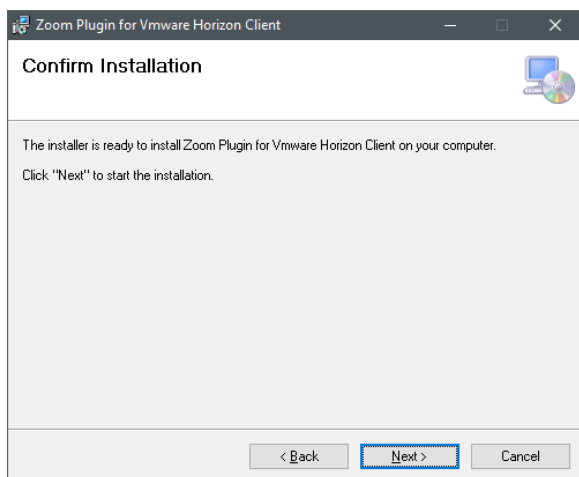 Zoom Plugin for Vmware Horizon Client
Confirm Installation
The installer is ready to install Zoom Plugin for Vmware Horizon Client on your computer.
Click "Next" to start the installation.
< Back
Next >
Cancel